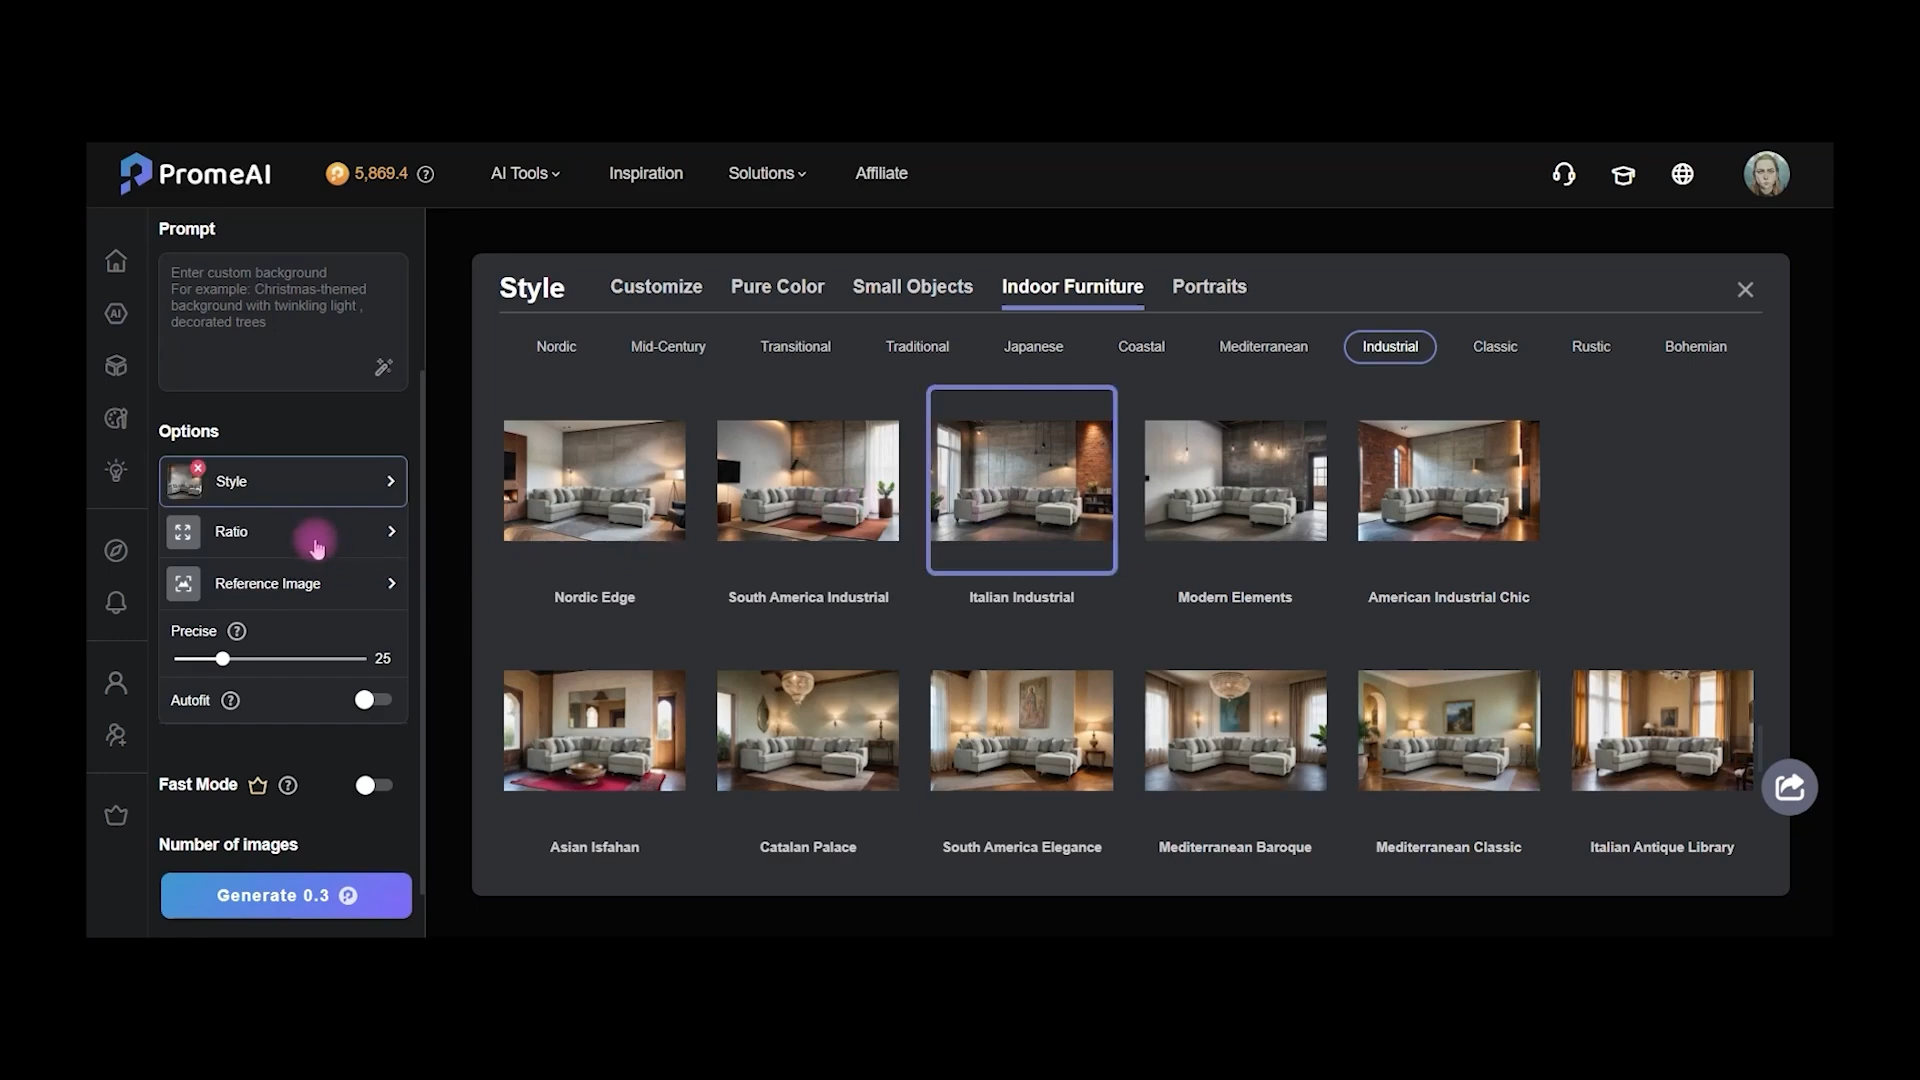 PromeAI
5,869.4
AI Tools
Inspiration
Solutions
Affiliate
Prompt
Enter custom background
For example: Christmas-themed
background with twinkling light ,
decorated trees
Options
Style
Ratio
Reference Image
Precise
25
Autofit
Fast Mode
Number of images
Generate 0.3
Style
Customize
Pure Color
Small Objects
Indoor Furniture
Portraits
Nordic
Mid-Century
Transitional
Traditional
Japanese
Coastal
Mediterranean
Industrial
Classic
Rustic
Bohemian
Nordic Edge
South America Industrial
Italian Industrial
Modern Elements
American Industrial Chic
Asian Isfahan
Catalan Palace
South America Elegance
Mediterranean Baroque
Mediterranean Classic
Italian Antique Library